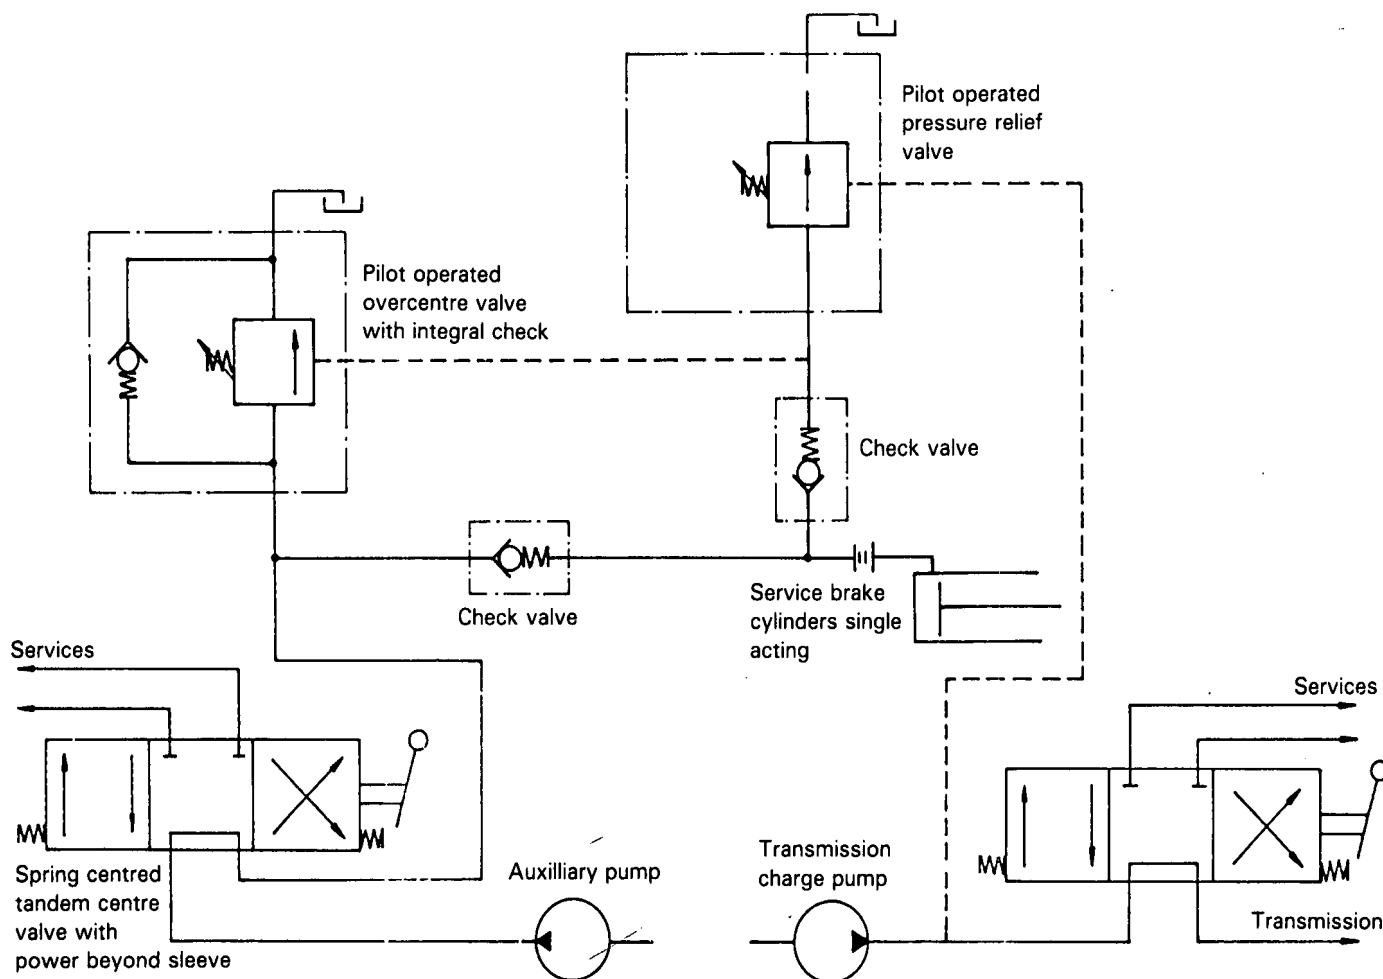 Pilot operated
pressure relief
valve
Pilot operated
overcentre valve
with integral check
Check valve
Check valve
Service brake
cylinders single
acting
Services
Services
Spring centred
tandem centre
valve with
power beyond sleeve
Auxilliary pump
Transmission
charge pump
Transmission